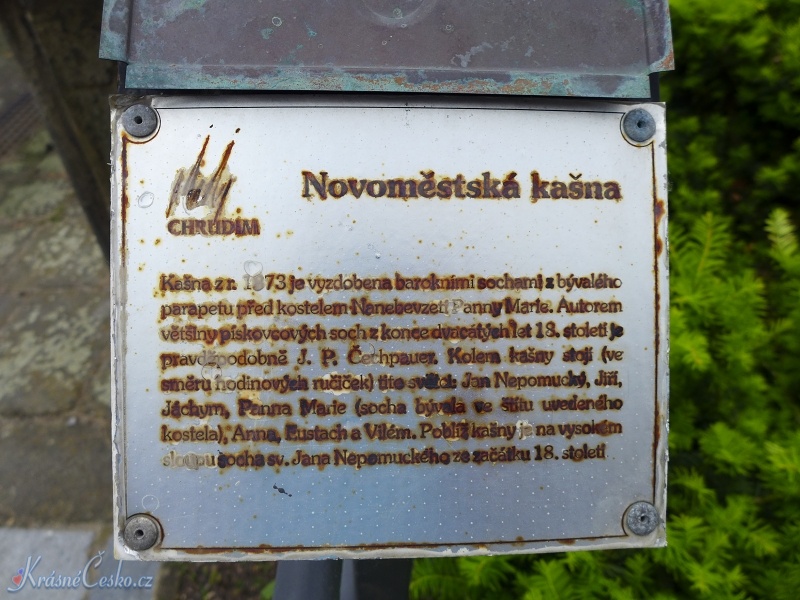 CHRUDIM
Novoměstská kašna
Kašna z r. 1873 je vyzdobena barokními sochami z bývalého
parapetu před kostelem Nanebevzetí Panny Marie. Autorem
většiny pískovcových soch z konce dvacátých let 18. století je
pravděpodobně J. P. Čechpauer. Kolem kašny stojí (ve
směru hodinových ručiček) tito světci: Jan Nepomucký, Jiří,
Jáchym, Panna Marie (socha bývala ve štítu uvedeného
kostela), Anna, Eustach a Vilém. Poblíž kašny je na vysokém
sloupu socha sv. Jana Nepomuckého ze začátku 18. století
KrásnéČesko.cz